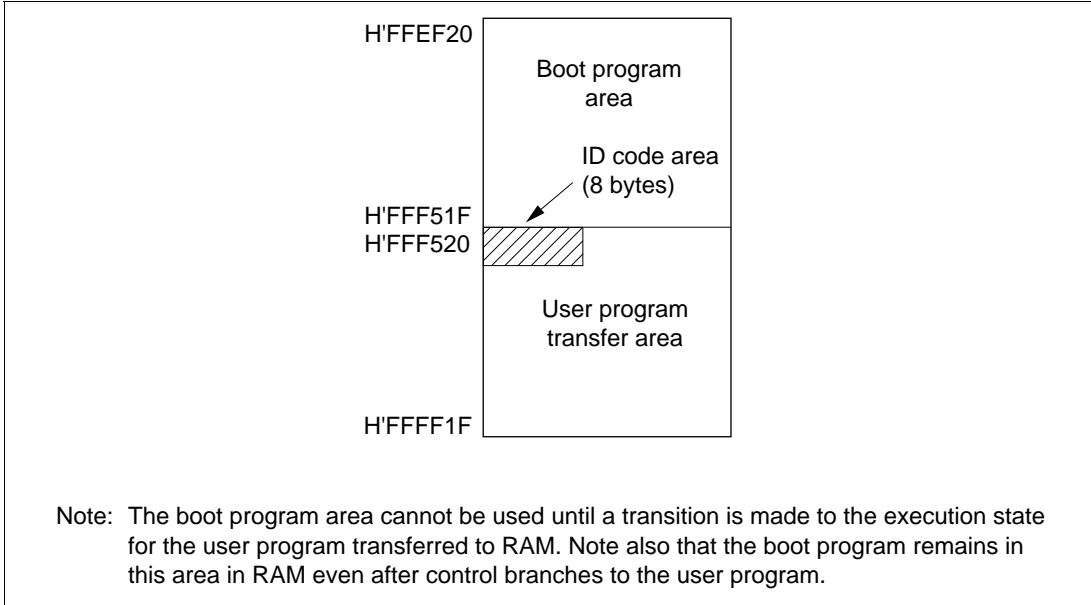 H'FFEF20
Boot program
area
ID code area
(8 bytes)
H'FFF51F
H'FFF520
User program
transfer area
H'FFFF1F
Note: The boot program area cannot be used until a transition is made to the execution state
for the user program transferred to RAM. Note also that the boot program remains in
this area in RAM even after control branches to the user program.